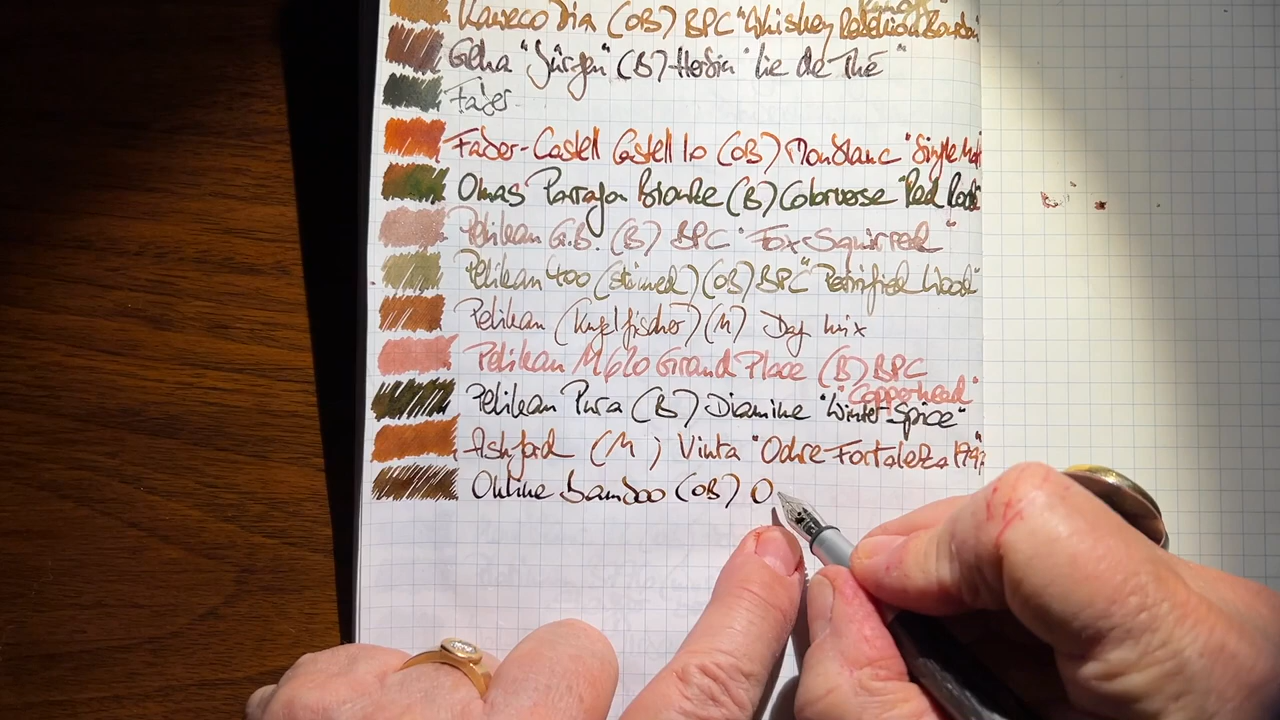 Kaweco Dia (OB) BPC "Whiskey Rebellion Bourbon
Geha "Jürgen" (B) Herbin "Lie de Thé"
Faber
Faber-Castell Castell 10 (OB) Montblanc "Single Malt
Omas Paragon Bronze (B) Colorverse "Red Rock"
Pelikan G.B. (B) BPC "Fox-Squirrel"
Pelikan 400 (stained) (OB) BPC "Petrified Wood"
Pelikan (Kugelfischer) (M) Day mix
Pelikan M620 Grand Place (B) BPC
"Copperhead"
Pelikan Pura (B) Diamine "Winter Spice"
Ashford (M) Vinta "Ochre-Fortaleza 174
Online Bamboo (OB) O